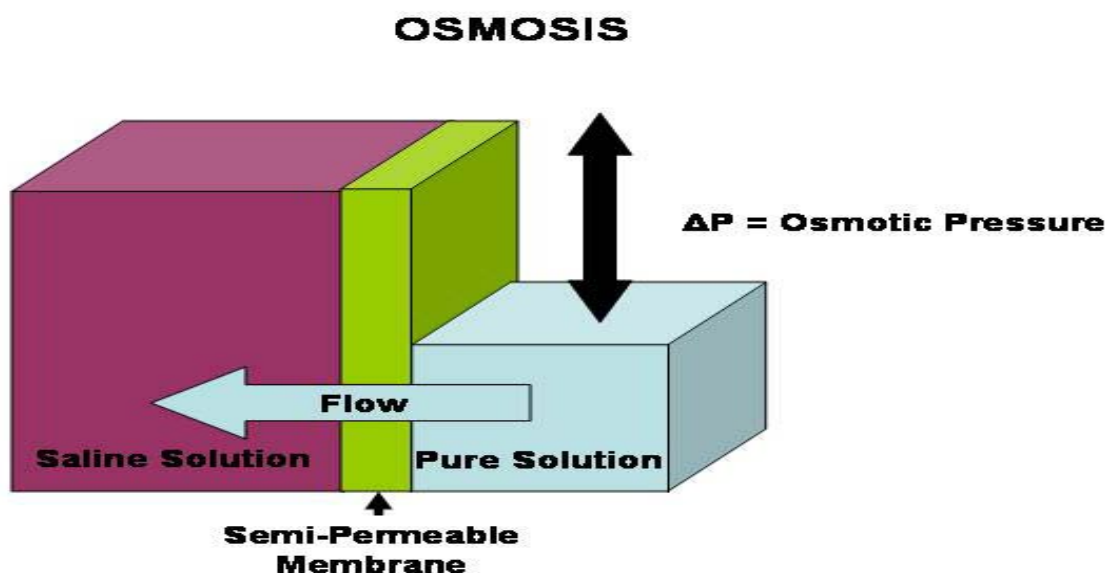 OSMOSIS
ΔP = Osmotic Pressure
Flow
Saline Solution
Pure Solution
Semi-Permeable
Membrane